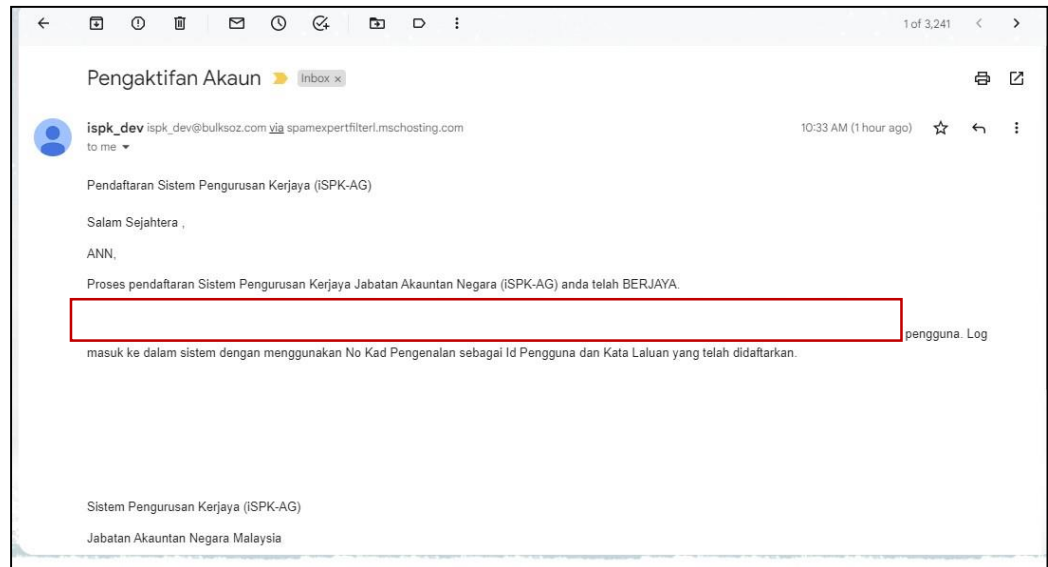 1 of 3,241
Pengaktifan Akaun Inbox ×
ispk_dev ispk_dev@bulksoz.com via spamexpertfilterl.mschosting.com 10:33 AM (1 hour ago)
to me
Pendaftaran Sistem Pengurusan Kerjaya (iSPK-AG)
Salam Sejahtera ,
ANN,
Proses pendaftaran Sistem Pengurusan Kerjaya Jabatan Akauntan Negara (iSPK-AG) anda telah BERJAYA.
pengguna. Log
masuk ke dalam sistem dengan menggunakan No Kad Pengenalan sebagai Id Pengguna dan Kata Laluan yang telah didaftarkan.
Sistem Pengurusan Kerjaya (iSPK-AG)
Jabatan Akauntan Negara Malaysia